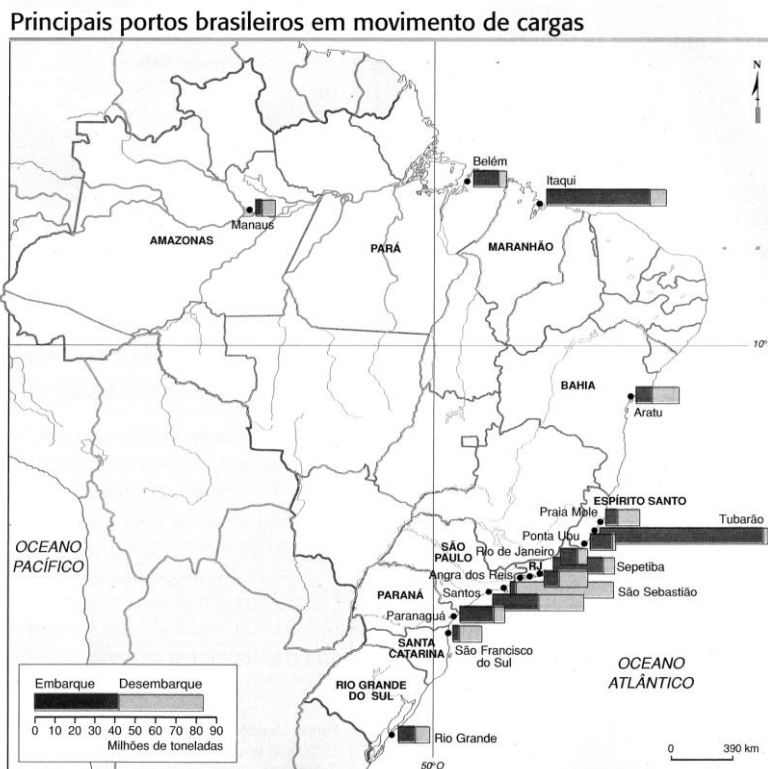 Principais portos brasileiros em movimento de cargas
N
Belém
Itaqui
Manaus
AMAZONAS
PARÁ
MARANHÃO
10º
BAHIA
Aratu
ESPÍRITO SANTO
Praia Mole
Tubarão
Ponta Ubu
OCEANO
PACÍFICO
SÃO
PAULO
Rio de Janeiro
RJ
Sepetiba
Angra dos Reis
São Sebastião
PARANÁ
Santos
Paranaguá
SANTA
CATARINA
São Francisco
do Sul
OCEANO
ATLÂNTICO
RIO GRANDE
DO SUL
Rio Grande
Embarque Desembarque
0 10 20 30 40 50 60 70 80 90
Milhões de toneladas
0 390 km
50ºO